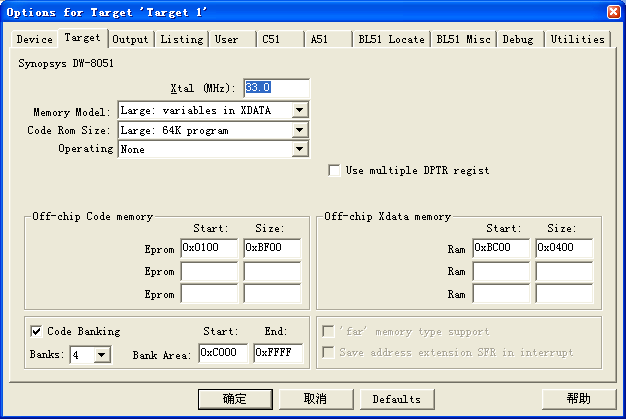 Options for Target 'Target 1'
Device Target Output Listing User C51 A51 BL51 Locate BL51 Misc Debug Utilities
Synopsys DW-8051
Xtal (MHz): 33.0
Memory Model: Large: variables in XDATA
Code Rom Size: Large: 64K program
Operating None
Use multiple DPTR regist
Off-chip Code memory
Start: Size:
Eprom 0x0100 0xBF00
Eprom
Eprom
Off-chip Xdata memory
Start: Size:
Ram 0xBC00 0x0400
Ram
Ram
Code Banking Start: End:
Banks: 4 Bank Area: 0xC000 0xFFFF
'far' memory type support
Save address extension SFR in interrupt
确定 取消 Defaults 帮助